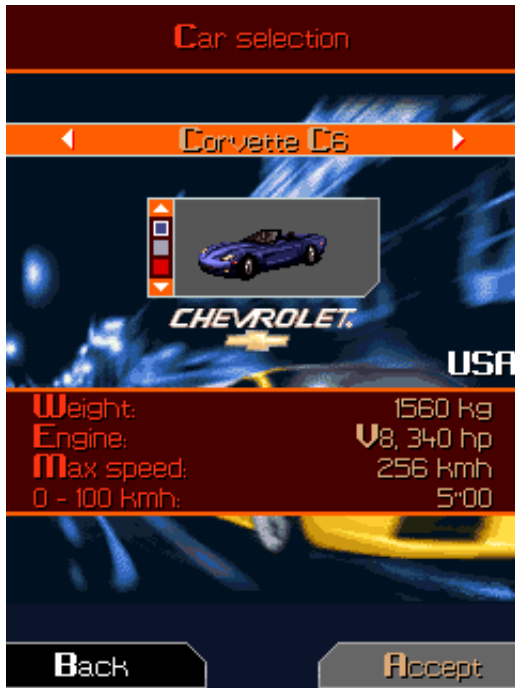 Car selection
Corvette C6
CHEVROLET.
USA
Weight: 1560 kg
Engine: V8, 340 hp
Max speed: 256 kmh
0 - 100 kmh: 5"00
Back Accept